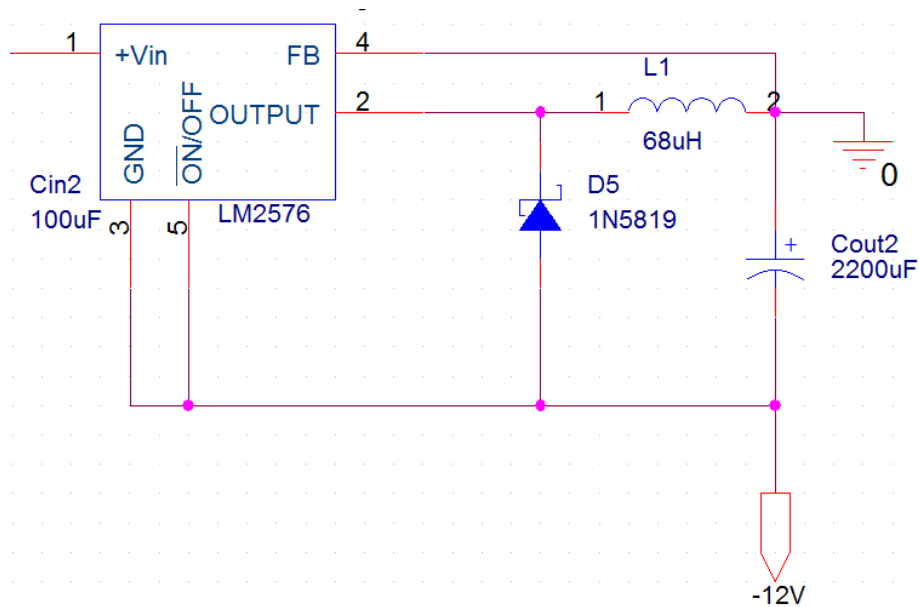 1
+Vin
FB
4
L1
OUTPUT
2
1
2
GND
ON/OFF
68uH
0
Cin2
100uF
3
5
LM2576
D5
1N5819
+
Cout2
2200uF
-12V